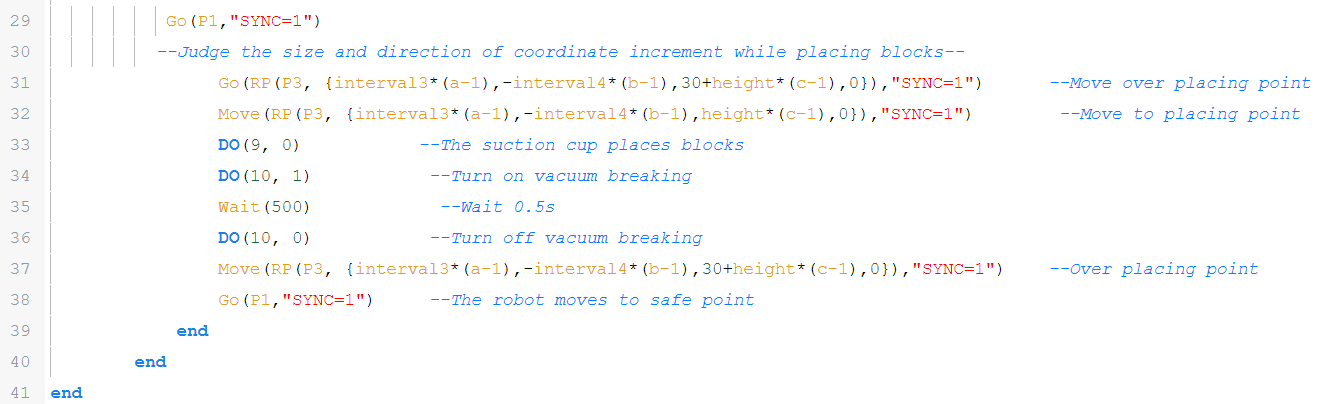 29 Go(P1,"SYNC=1")
30 --Judge the size and direction of coordinate increment while placing blocks--
31 Go(RP(P3, {interval3*(a-1),-interval4*(b-1),30+height*(c-1),0}),"SYNC=1") --Move over placing point
32 Move(RP(P3, {interval3*(a-1),-interval4*(b-1),height*(c-1),0}),"SYNC=1") --Move to placing point
33 DO(9, 0) --The suction cup places blocks
34 DO(10, 1) --Turn on vacuum breaking
35 Wait(500) --Wait 0.5s
36 DO(10, 0) --Turn off vacuum breaking
37 Move(RP(P3, {interval3*(a-1),-interval4*(b-1),30+height*(c-1),0}),"SYNC=1") --Over placing point
38 Go(P1,"SYNC=1") --The robot moves to safe point
39 end
40 end
41 end